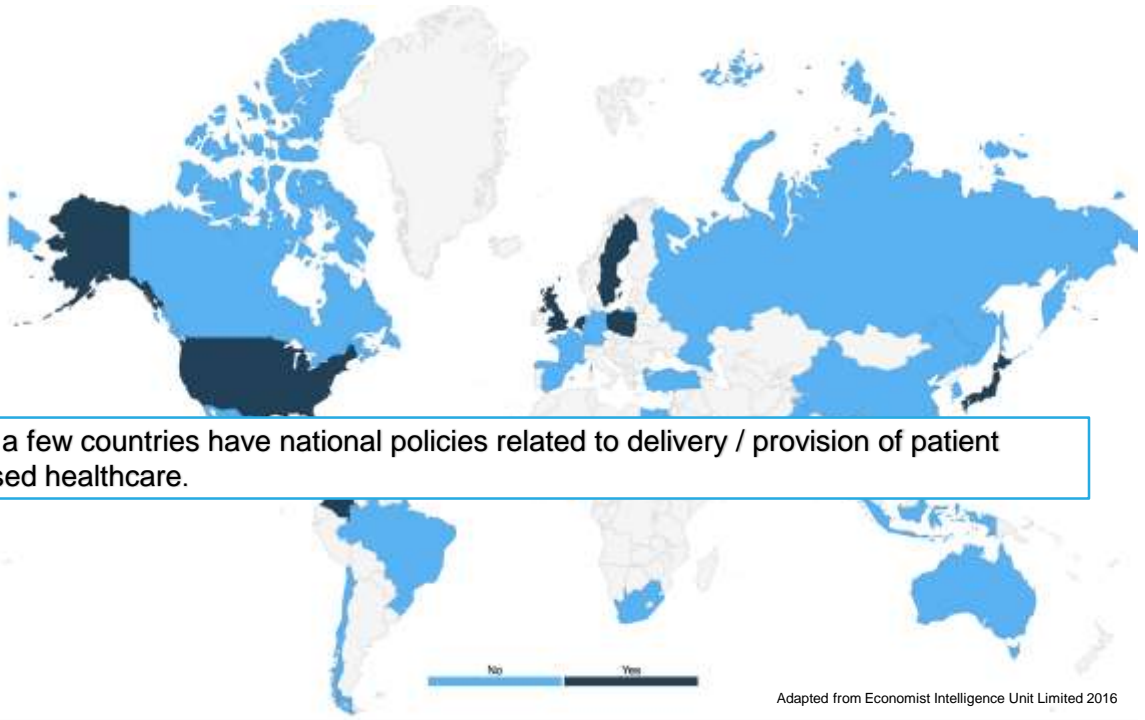 a few countries have national policies related to delivery / provision of patient
sed healthcare.
No Yes
Adapted from Economist Intelligence Unit Limited 2016